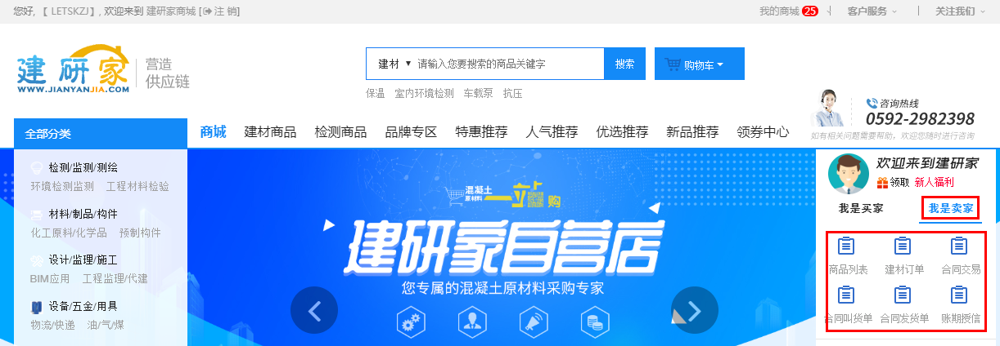 您好, 【 LETSKZJ】, 欢迎来到 建研家商城 [注 销]
我的商城 25 客户服务 关注我们
建研家
WWW.JIANYANJIA.COM
营造
供应链
建材 ▼ 请输入您要搜索的商品关键字 搜索 购物车
保温 室内环境检测 车载泵 抗压
咨询热线
0592-2982398
如有相关问题需要帮助，欢迎您随时进行咨询
全部分类 商城 建材商品 检测商品 品牌专区 特惠推荐 人气推荐 优选推荐 新品推荐 领券中心
检测/监测/测绘
环境检测监测 工程材料检验
材料/制品/构件
化工原料/化学品 预制构件
设计/监理/施工
BIM应用 工程监理/代建
设备/五金/用具
物流/快递 油/气/煤
混凝土
原材料
一站购
建研家自营店
您专属的混凝土原材料采购专家
欢迎来到建研家
领取 新人福利
我是买家 我是卖家
商品列表 建材订单 合同交易
合同叫货单 合同发货单 账期授信